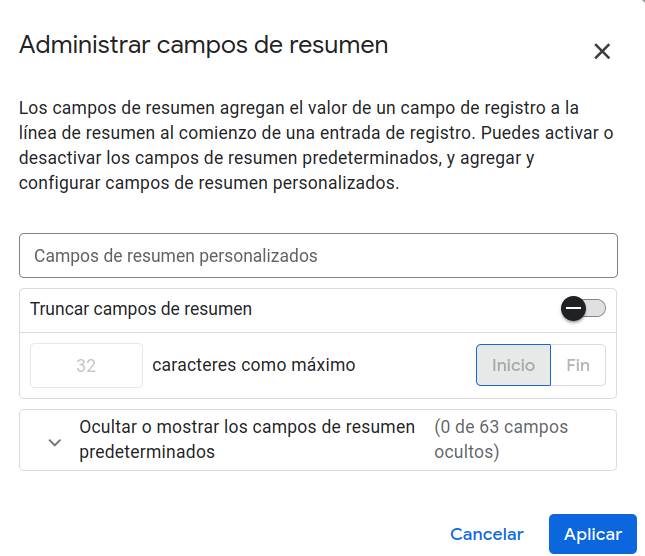 Administrar campos de resumen
Los campos de resumen agregan el valor de un campo de registro a la
línea de resumen al comienzo de una entrada de registro. Puedes activar o
desactivar los campos de resumen predeterminados, y agregar y
configurar campos de resumen personalizados.
Campos de resumen personalizados
Truncar campos de resumen
32 caracteres como máximo Inicio Fin
Ocultar o mostrar los campos de resumen (0 de 63 campos
predeterminados ocultos)
Cancelar Aplicar